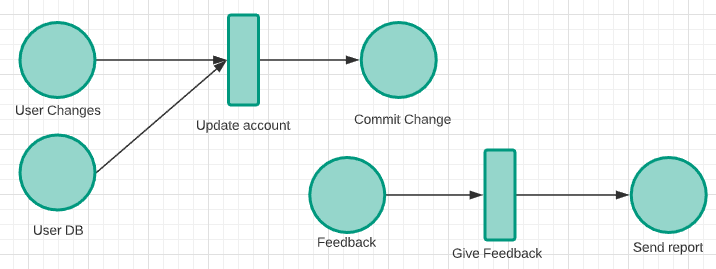 User Changes
Update account
Commit Change
User DB
Feedback
Give Feedback
Send report